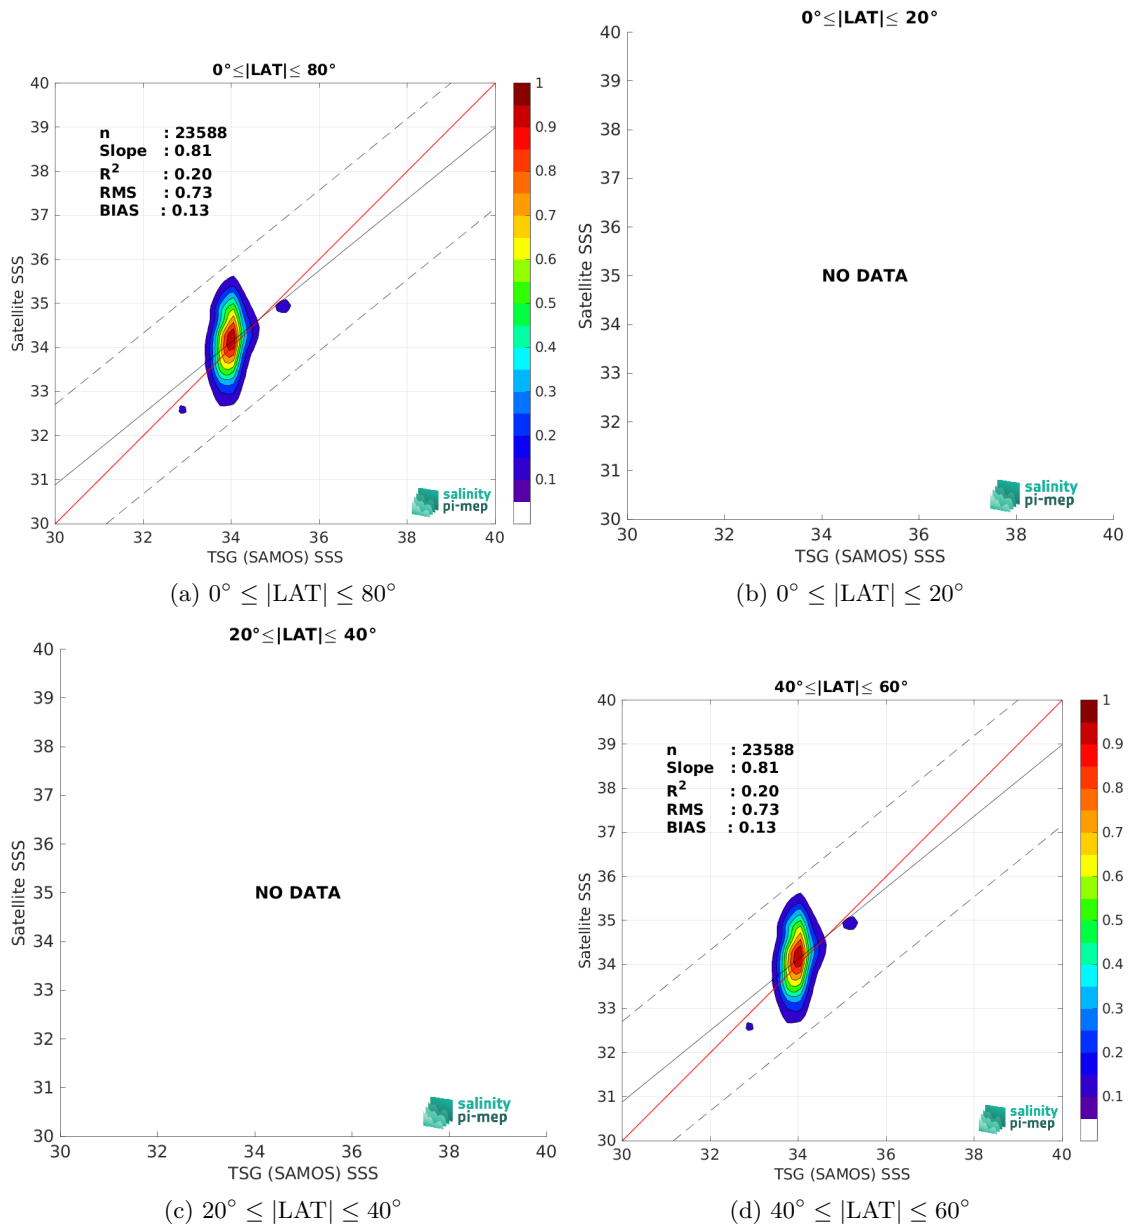 0°≤|LAT|≤ 80°
40
39
38
37
36
35
34
33
32
31
30
Satellite SSS
n : 23588
Slope : 0.81
R² : 0.20
RMS : 0.73
BIAS : 0.13
salinity
pi-mep
30 32 34 36 38 40
TSG (SAMOS) SSS
1
0.9
0.8
0.7
0.6
0.5
0.4
0.3
0.2
0.1
(a) 0° ≤ |LAT| ≤ 80°
0°≤|LAT|≤ 20°
40
39
38
37
36
35
34
33
32
31
30
Satellite SSS
NO DATA
salinity
pi-mep
30 32 34 36 38 40
TSG (SAMOS) SSS
(b) 0° ≤ |LAT| ≤ 20°
20°≤|LAT|≤ 40°
40
39
38
37
36
35
34
33
32
31
30
Satellite SSS
NO DATA
salinity
pi-mep
30 32 34 36 38 40
TSG (SAMOS) SSS
(c) 20° ≤ |LAT| ≤ 40°
40°≤|LAT|≤ 60°
40
39
38
37
36
35
34
33
32
31
30
Satellite SSS
n : 23588
Slope : 0.81
R² : 0.20
RMS : 0.73
BIAS : 0.13
salinity
pi-mep
30 32 34 36 38 40
TSG (SAMOS) SSS
1
0.9
0.8
0.7
0.6
0.5
0.4
0.3
0.2
0.1
(d) 40° ≤ |LAT| ≤ 60°